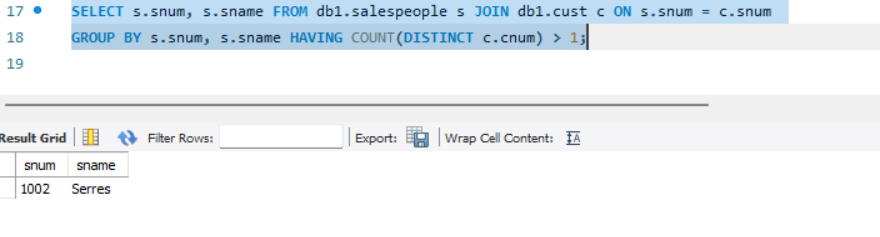 17 SELECT s.snum, s.sname FROM db1.salespeople s JOIN db1.cust c ON s.snum = c.snum
18 GROUP BY s.snum, s.sname HAVING COUNT(DISTINCT c.cnum) > 1;
19
Result Grid Filter Rows: Export: Wrap Cell Content: IA
snum sname
1002 Serres